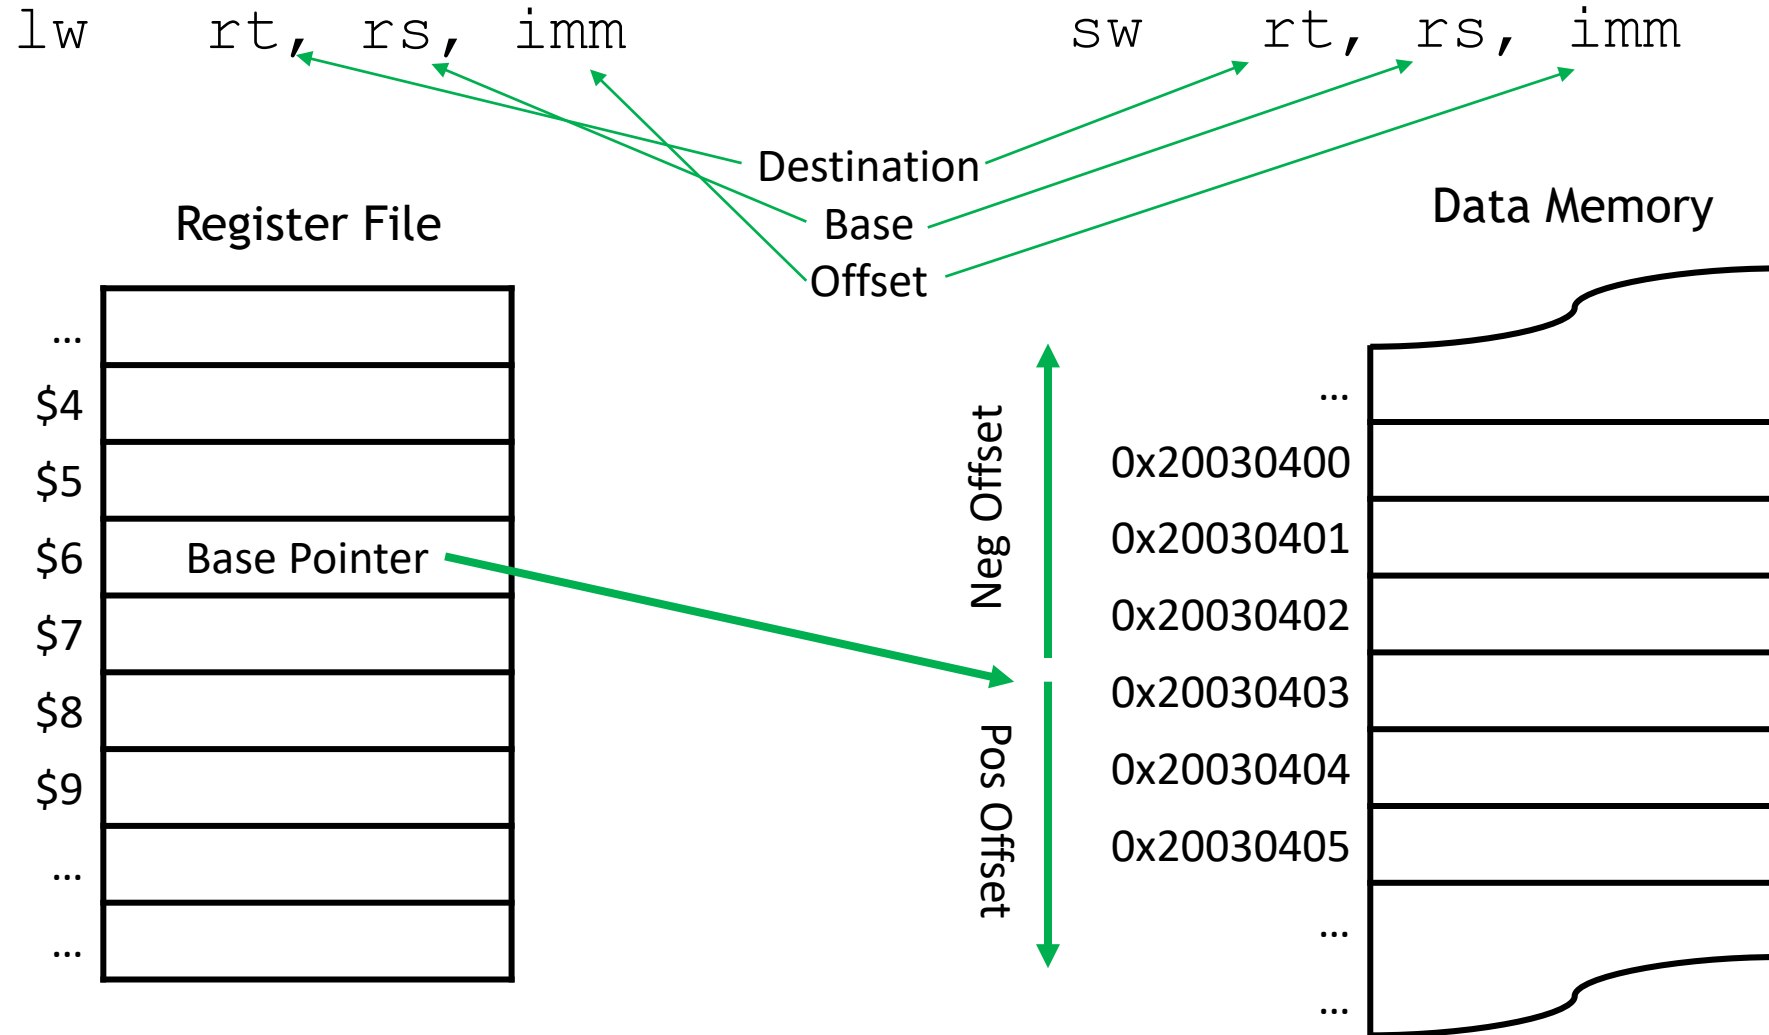 lw rt, rs, imm
sw rt, rs, imm
Destination
Base
Offset
Register File
...
$4
$5
$6 Base Pointer
$7
$8
$9
...
...
Neg Offset
Pos Offset
Data Memory
...
0x20030400
0x20030401
0x20030402
0x20030403
0x20030404
0x20030405
...
...